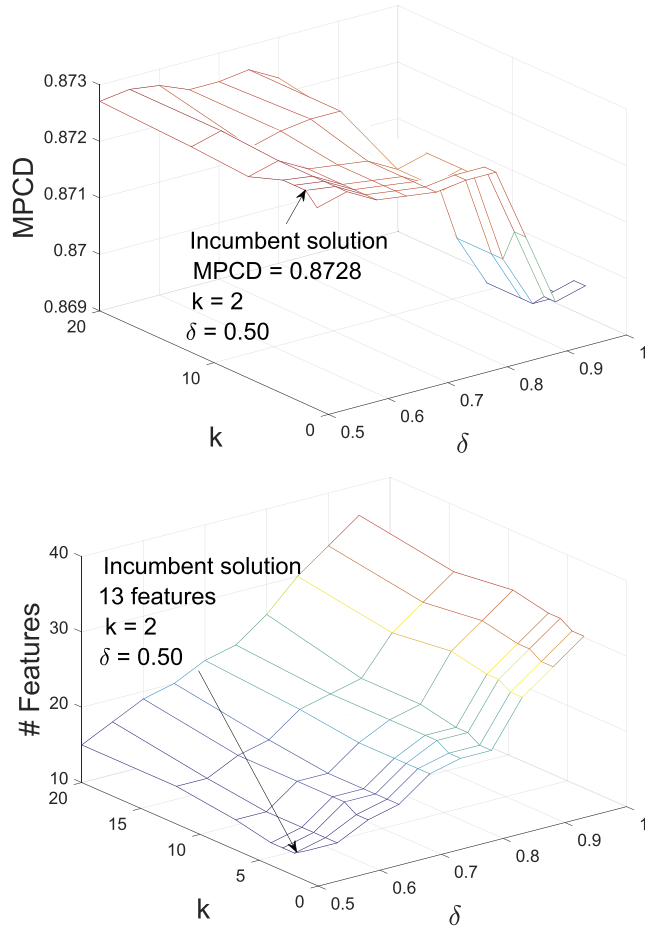 0.873
0.872
0.871
0.87
0.869
MPCD
Incumbent solution
MPCD = 0.8728
k = 2
δ = 0.50
20
10
0
k
0.5
0.6
0.7
0.8
0.9
1
δ
40
30
20
10
# Features
Incumbent solution
13 features
k = 2
δ = 0.50
20
15
10
5
0
k
0.5
0.6
0.7
0.8
0.9
1
δ